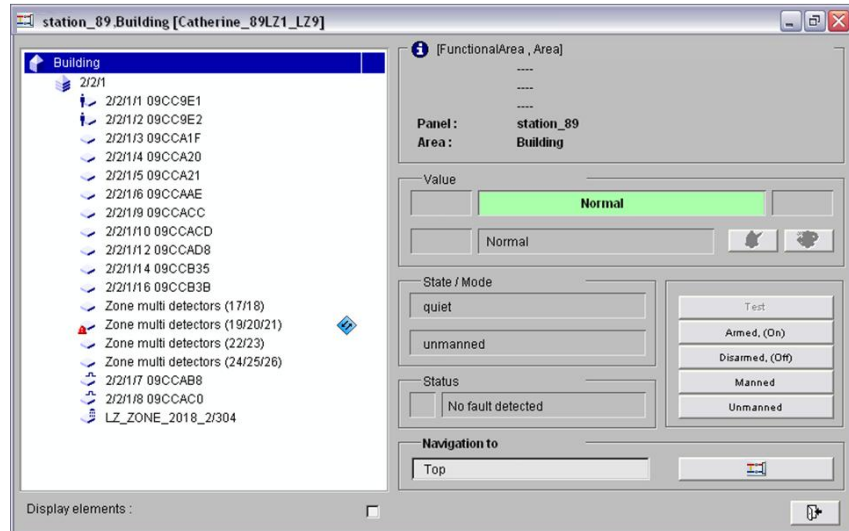 station_89.Building [Catherine_89LZ1_LZ9]
Building
2/2/1
2/2/1/1 09CC9E1
2/2/1/2 09CC9E2
2/2/1/3 09CCA1F
2/2/1/4 09CCA20
2/2/1/5 09CCA21
2/2/1/6 09CCAAE
2/2/1/9 09CCACC
2/2/1/10 09CCACD
2/2/1/12 09CCAD8
2/2/1/14 09CCB35
2/2/1/16 09CCB3B
Zone multi detectors (17/18)
Zone multi detectors (19/20/21)
Zone multi detectors (22/23)
Zone multi detectors (24/25/26)
2/2/1/7 09CCAB8
2/2/1/8 09CCAC0
LZ_ZONE_2018_2/304
Display elements :
[FunctionalArea , Area]
----
----
----
Panel : station_89
Area : Building
Value
Normal
Normal
State / Mode
quiet
unmanned
Status
No fault detected
Test
Armed, (On)
Disarmed, (Off)
Manned
Unmanned
Navigation to
Top